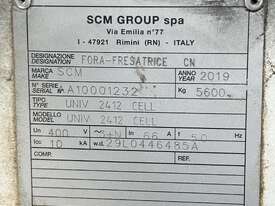 SCM GROUP spa
Via Emilia n°77
I - 47921 Rimini (RN) - ITALY
DESIGNAZIONE DESIGNATION FORA-FRESATRICE CN
MARCA MAKE SCM ANNO YEAR 2019
N° SERIE SERIAL N° A10001232 Kg 5600
TIPO TYPE UNIV 2412 CELL
MODELLO MODEL UNIV 2412 CELL
Un 400 V 3+N In 66 A f 50 Hz
Icc 10 kA w.d. 29L0446485A
COMP. REF.